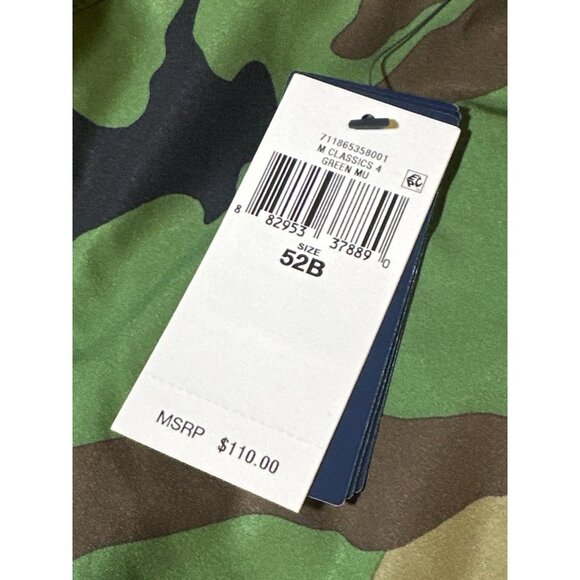 711865358001
M CLASSICS 4
GREEN MU
8 82953 37889 0
SIZE
52B
MSRP $110.00